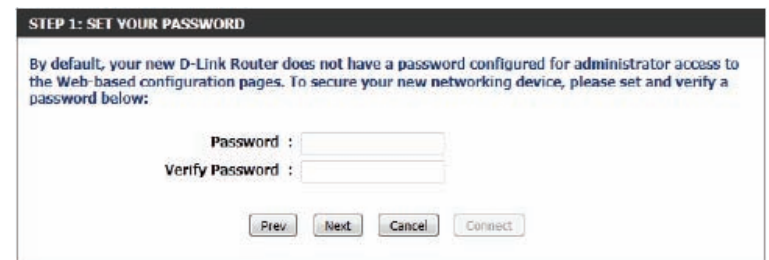 STEP 1: SET YOUR PASSWORD
By default, your new D-Link Router does not have a password configured for administrator access to
the Web-based configuration pages. To secure your new networking device, please set and verify a
password below:
Password :
Verify Password :
Prev Next Cancel Connect